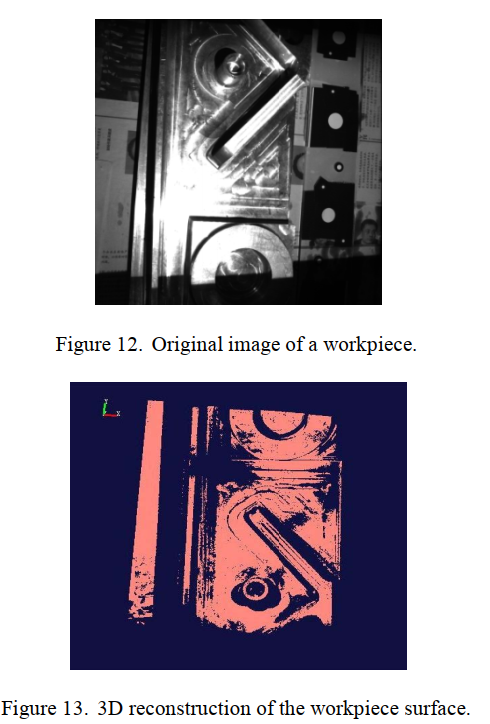 Figure 12. Original image of a workpiece.
Y
X
Figure 13. 3D reconstruction of the workpiece surface.